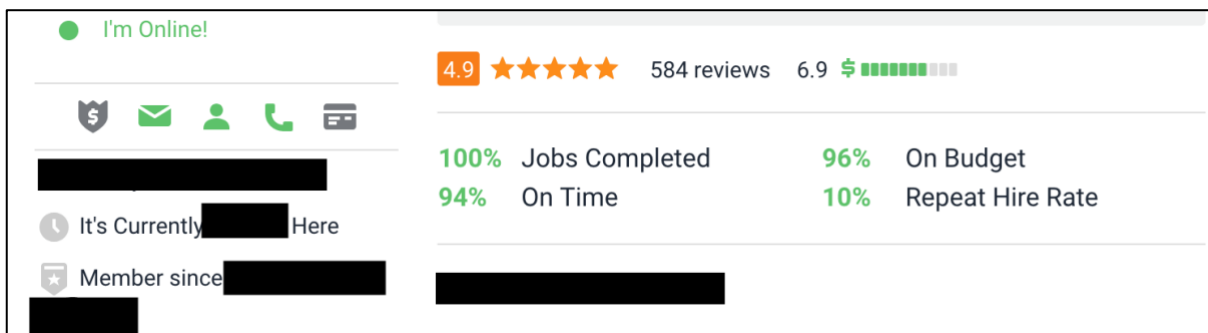 I'm Online!
It's Currently Here
Member since
4.9 584 reviews 6.9 $
100% Jobs Completed 96% On Budget
94% On Time 10% Repeat Hire Rate